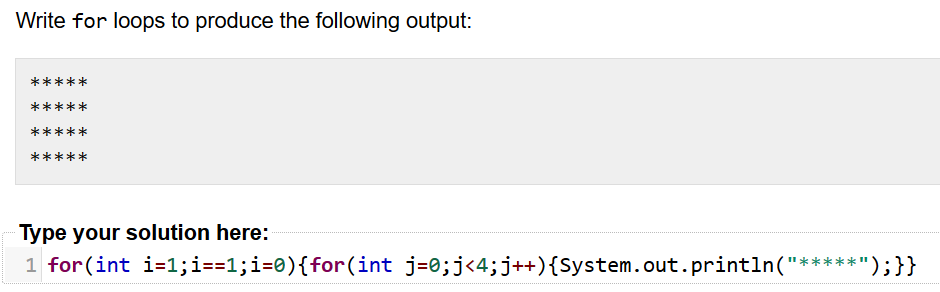 Write for loops to produce the following output:
*****
*****
*****
*****
Type your solution here:
1 for(int i=1;i==1;i=0){for(int j=0;j<4;j++){System.out.println("*****");}}